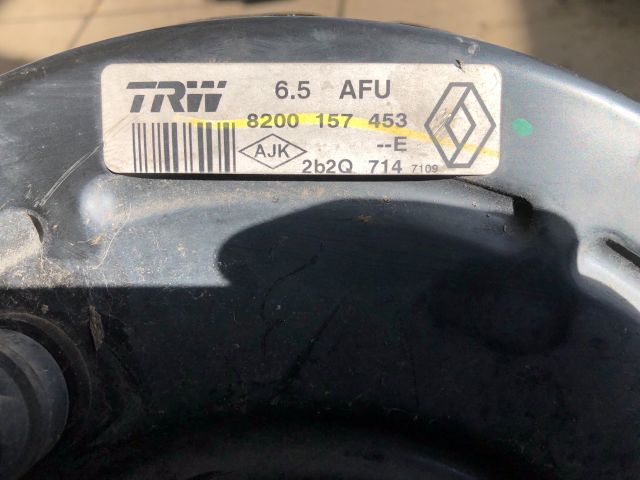 TRW 6.5 AFU
8200 157 453
AJK --E
2b2Q 714 7109